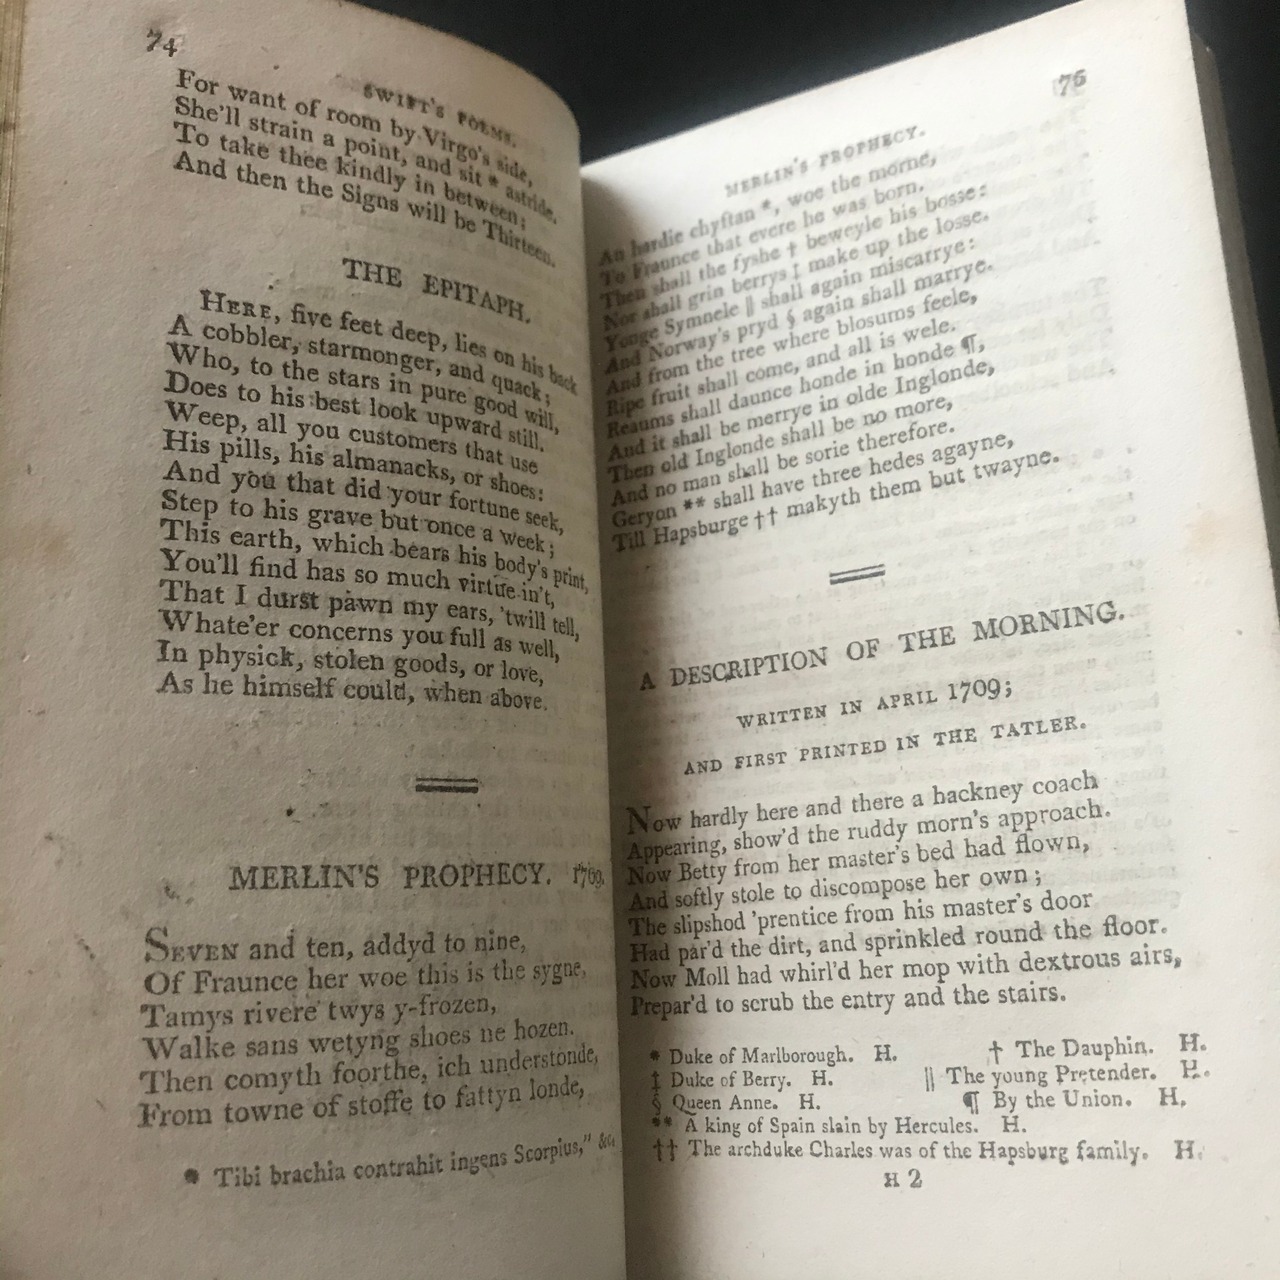 74
SWIFT'S POEMS.
For want of room by Virgo's side,
She'll strain a point, and sit * astride,
To take thee kindly in between;
And then the Signs will be Thirteen.
THE EPITAPH.
HERE, five feet deep, lies on his back
A cobbler, starmonger, and quack;
Who, to the stars in pure good will,
Does to his best look upward still.
Weep, all you customers that use
His pills, his almanacks, or shoes:
And you that did your fortune seek,
Step to his grave but once a week;
This earth, which bears his body's print,
You'll find has so much virtue in't,
That I durst pawn my ears, 'twill tell,
Whate'er concerns you full as well,
In physick, stolen goods, or love,
As he himself could, when above.
MERLIN'S PROPHECY. 1709.
SEVEN and ten, addyd to nine,
Of Fraunce her woe this is the sygne,
Tamys rivere twys y-frozen,
Walke sans wetyng shoes ne hozen.
Then comyth foorthe, ich understonde,
From towne of stoffe to fattyn londe,
* Tibi brachia contrahit ingens Scorpius," &c.
75
MERLIN'S PROPHECY.
An hardie chyftan *, woe the morne,
To Fraunce that evere he was born.
Then shall the fyshe † beweyle his bosse:
Nor shall grin berrys ‡ make up the losse.
Yonge Symnele || shall again miscarrye:
And Norway's pryd § again shall marrye.
And from the tree where blosums feele,
Ripe fruit shall come, and all is wele.
Reaums shall daunce honde in honde ¶,
And it shall be merrye in olde Inglonde,
Then old Inglonde shall be no more,
And no man shall be sorie therefore.
Geryon ** shall have three hedes agayne,
Till Hapsburge †† makyth them but twayne.
A DESCRIPTION OF THE MORNING.
WRITTEN IN APRIL 1709;
AND FIRST PRINTED IN THE TATLER.
NOW hardly here and there a hackney coach
Appearing, show'd the ruddy morn's approach.
Now Betty from her master's bed had flown,
And softly stole to discompose her own;
The slipshod 'prentice from his master's door
Had par'd the dirt, and sprinkled round the floor.
Now Moll had whirl'd her mop with dextrous airs,
Prepar'd to scrub the entry and the stairs.
* Duke of Marlborough. H. † The Dauphin. H.
‡ Duke of Berry. H. || The young Pretender. H.
§ Queen Anne. H. ¶ By the Union. H.
** A king of Spain slain by Hercules. H.
†† The archduke Charles was of the Hapsburg family. H.
H 2